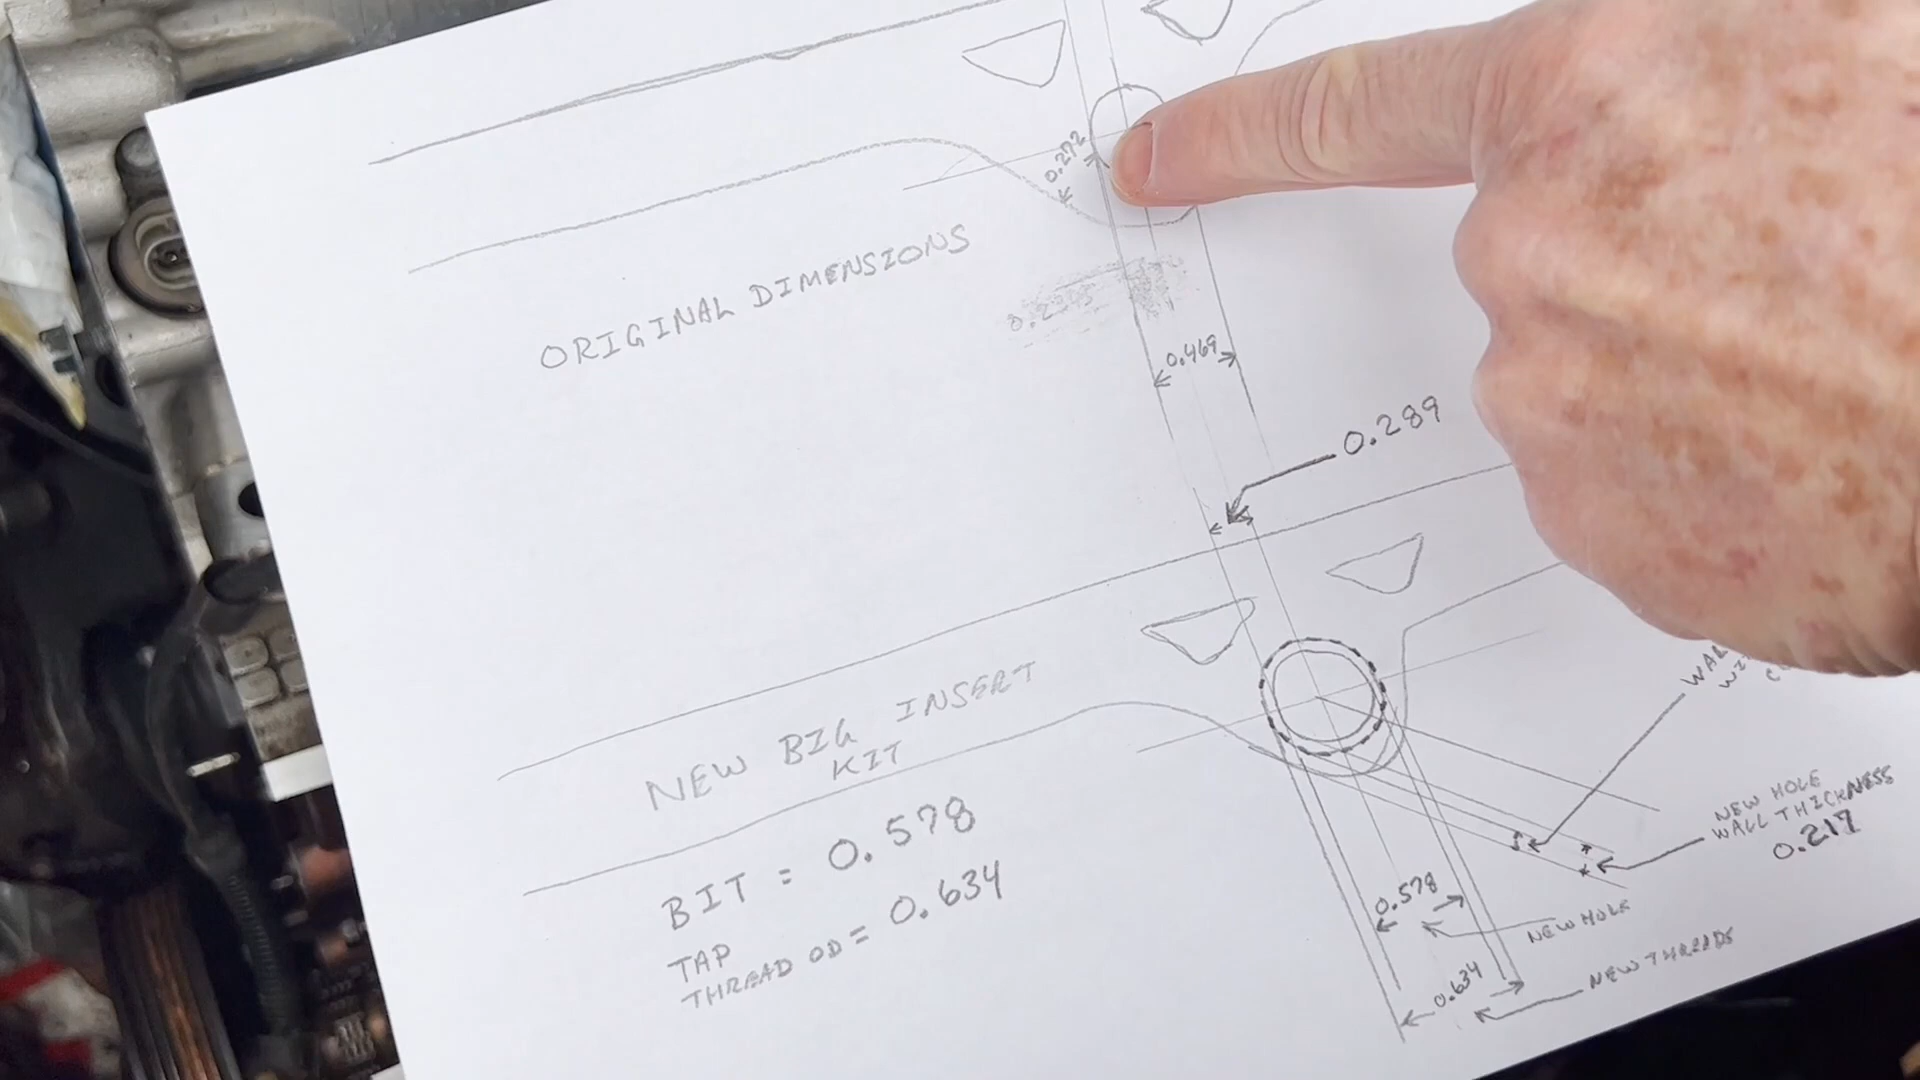 0.272
ORIGINAL DIMENSIONS
0.469
0.289
NEW BIG INSERT
KIT
BIT = 0.578
TAP
THREAD OD = 0.634
NEW HOLE
WALL THICKNESS
0.217
0.578
NEW HOLE
0.634
NEW THREADS